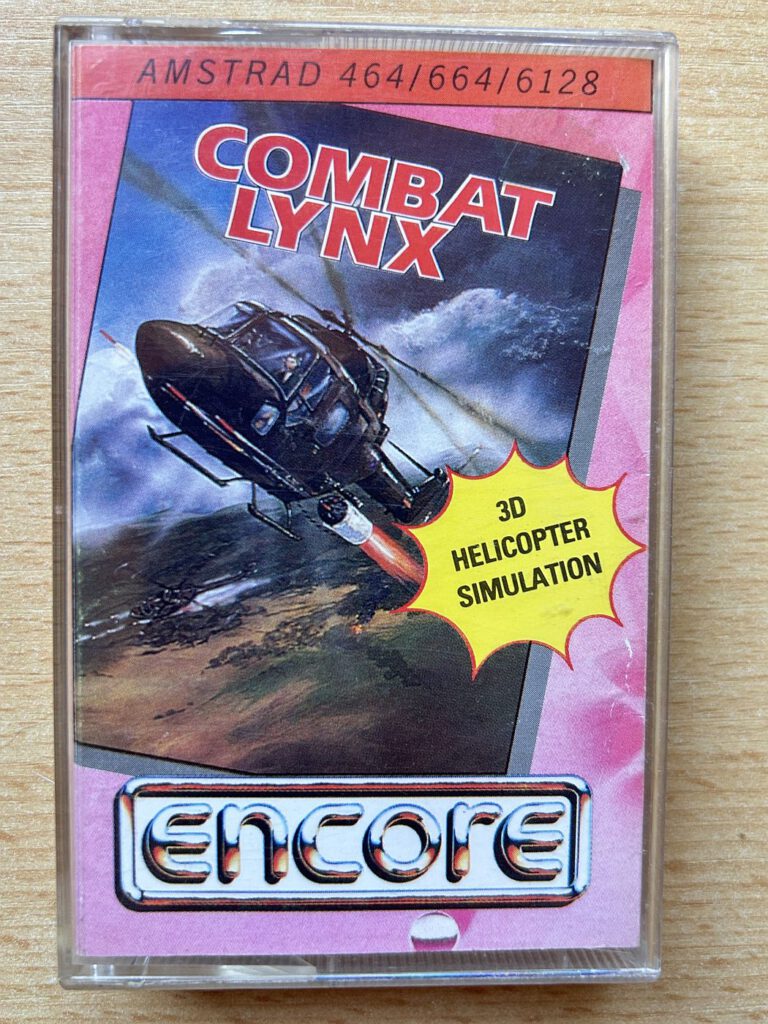 AMSTRAD 464/664/6128
COMBAT
LYNX
3D
HELICOPTER
SIMULATION
encore